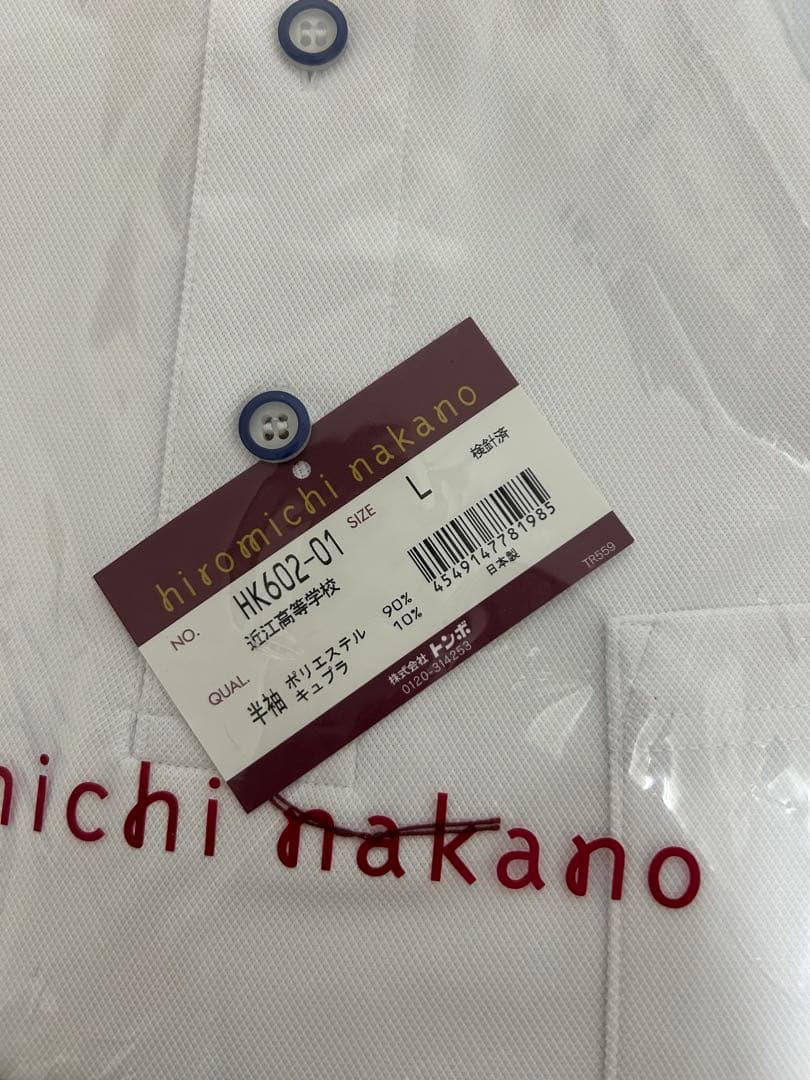 hiromichi nakano
NO. HK602-01 SIZE L 検針済
近江高等学校
4549147781985
日本製
QUAL. 半袖 ポリエステル 90%
キュプラ 10%
TR559
株式会社 トンボ
0120-314253
michi nakano